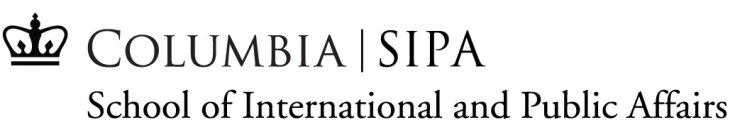 COLUMBIA | SIPA
School of International and Public Affairs